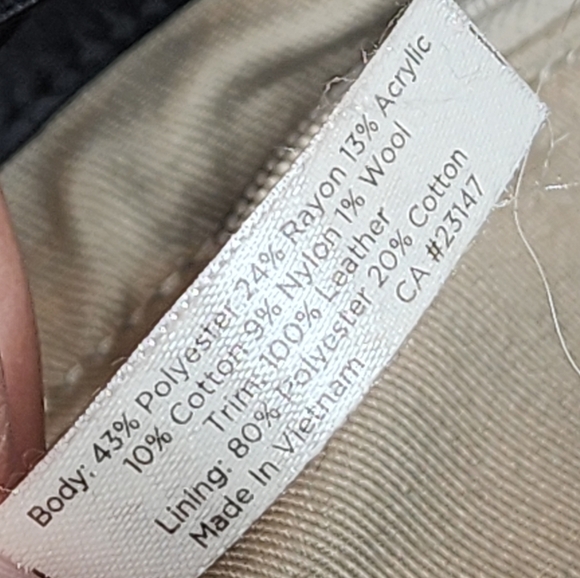 Body: 43% Polyester 24% Rayon 13% Acrylic
10% Cotton 9% Nylon 1% Wool
Trim: 100% Leather
Lining: 80% Polyester 20% Cotton
Made In Vietnam CA #23147